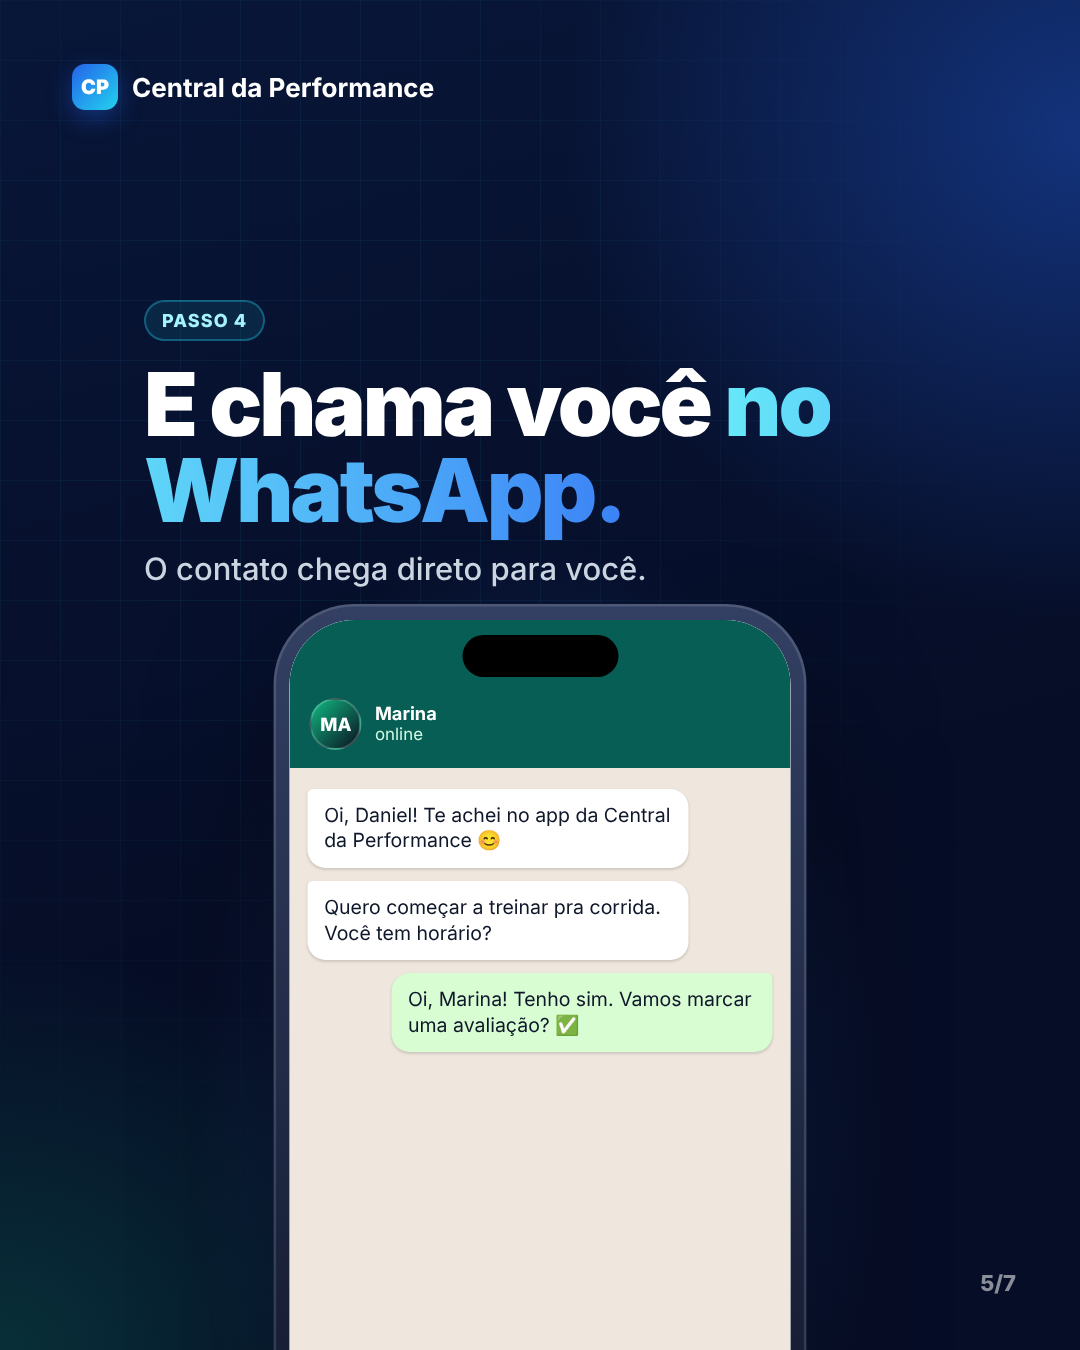 CP Central da Performance
PASSO 4
E chama você no
WhatsApp.
O contato chega direto para você.
MA
Marina
online
Oi, Daniel! Te achei no app da Central
da Performance 😊
Quero começar a treinar pra corrida.
Você tem horário?
Oi, Marina! Tenho sim. Vamos marcar
uma avaliação? ✅
5/7